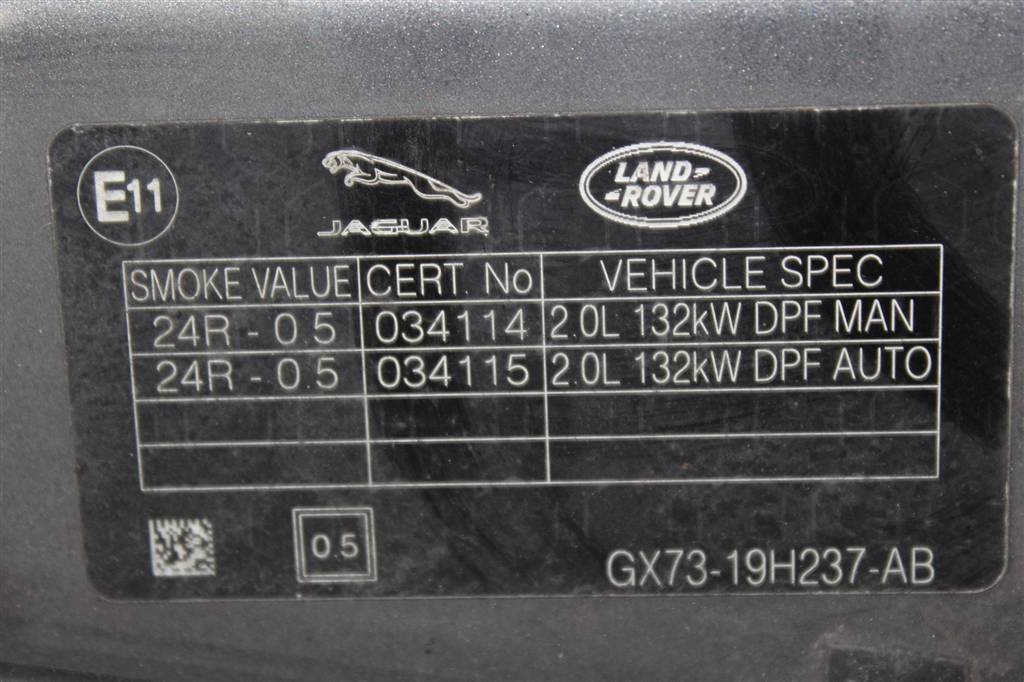 E11
JAGUAR
LAND
ROVER
SMOKE VALUE CERT. No VEHICLE SPEC
24R - 0.5 034114 2.0L 132kW DPF MAN
24R - 0.5 034115 2.0L 132kW DPF AUTO
0.5
GX73-19H237-AB